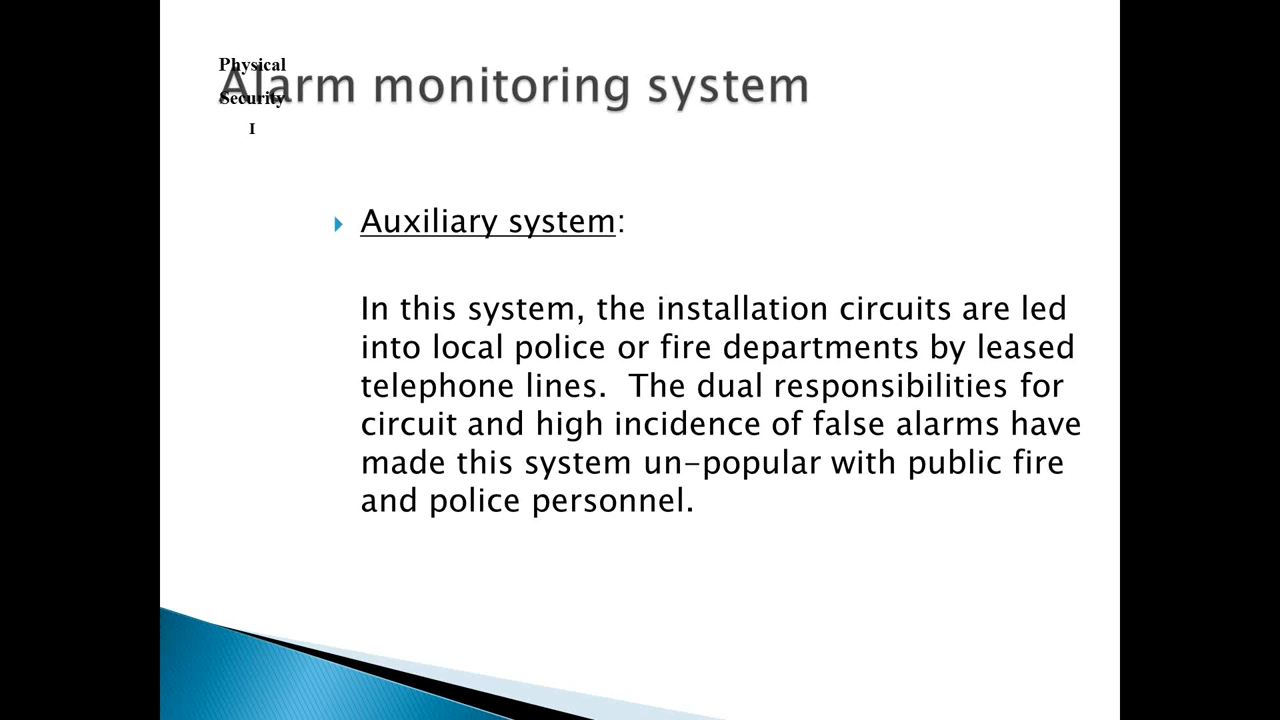 Physical
Alarm monitoring system
Security
I
Auxiliary system:
In this system, the installation circuits are led
into local police or fire departments by leased
telephone lines.  The dual responsibilities for
circuit and high incidence of false alarms have
made this system un-popular with public fire
and police personnel.